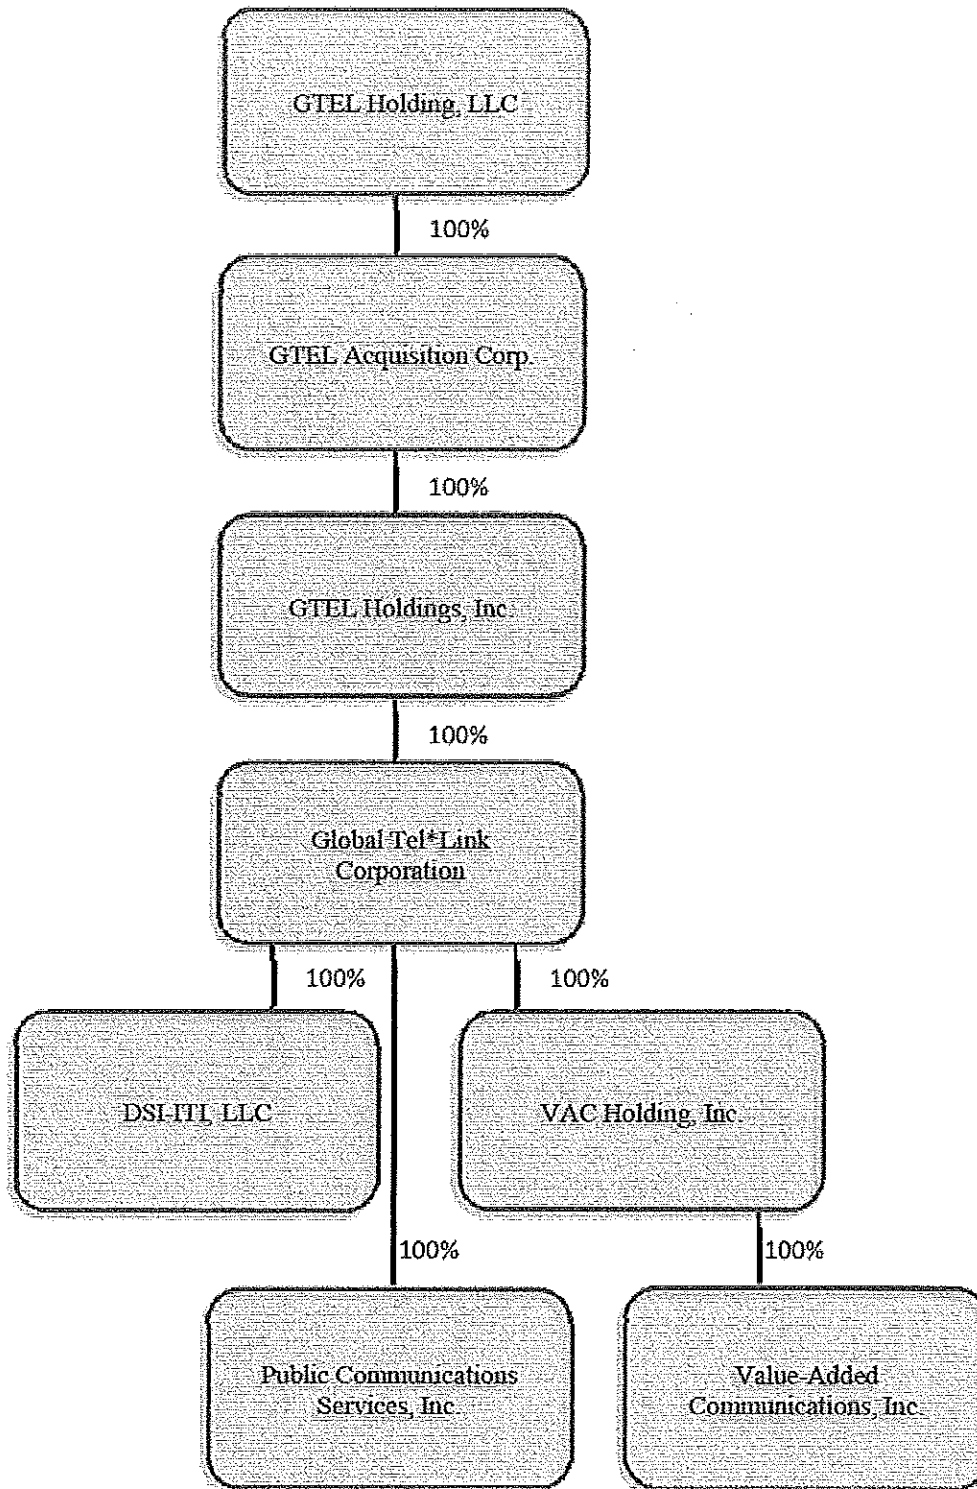 GTEL Holding, LLC
100%
GTEL Acquisition Corp.
100%
GTEL Holdings, Inc
100%
Global Tel*Link
Corporation
100%
100%
DSI-ITI, LLC
VAC Holding, Inc
100%
100%
Public Communications
Services, Inc.
Value-Added
Communications, Inc.